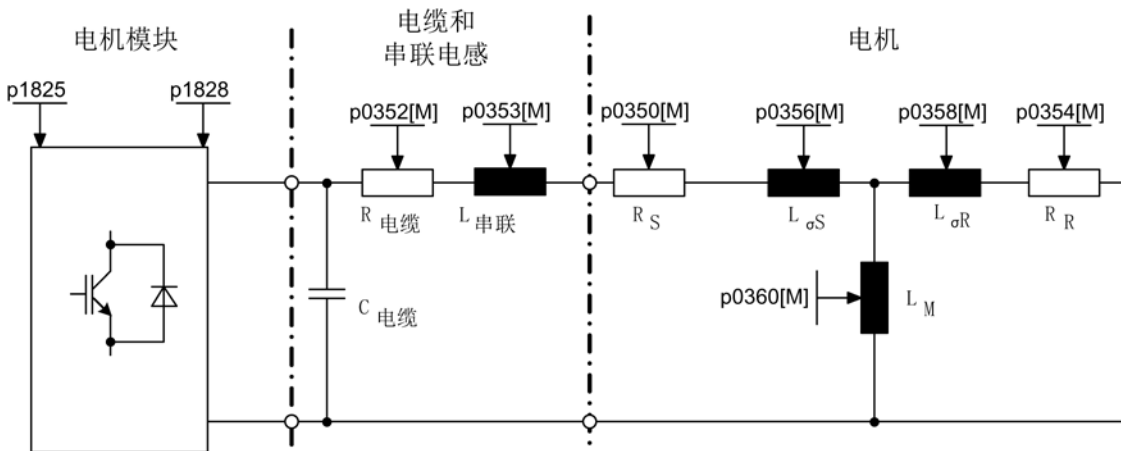 电机模块
电缆和
串联电感
电机
p1825
p1828
p0352[M]
p0353[M]
p0350[M]
p0356[M]
p0358[M]
p0354[M]
R 电缆
L 串联
R S
L σS
L σR
R R
C 电缆
p0360[M]
L M